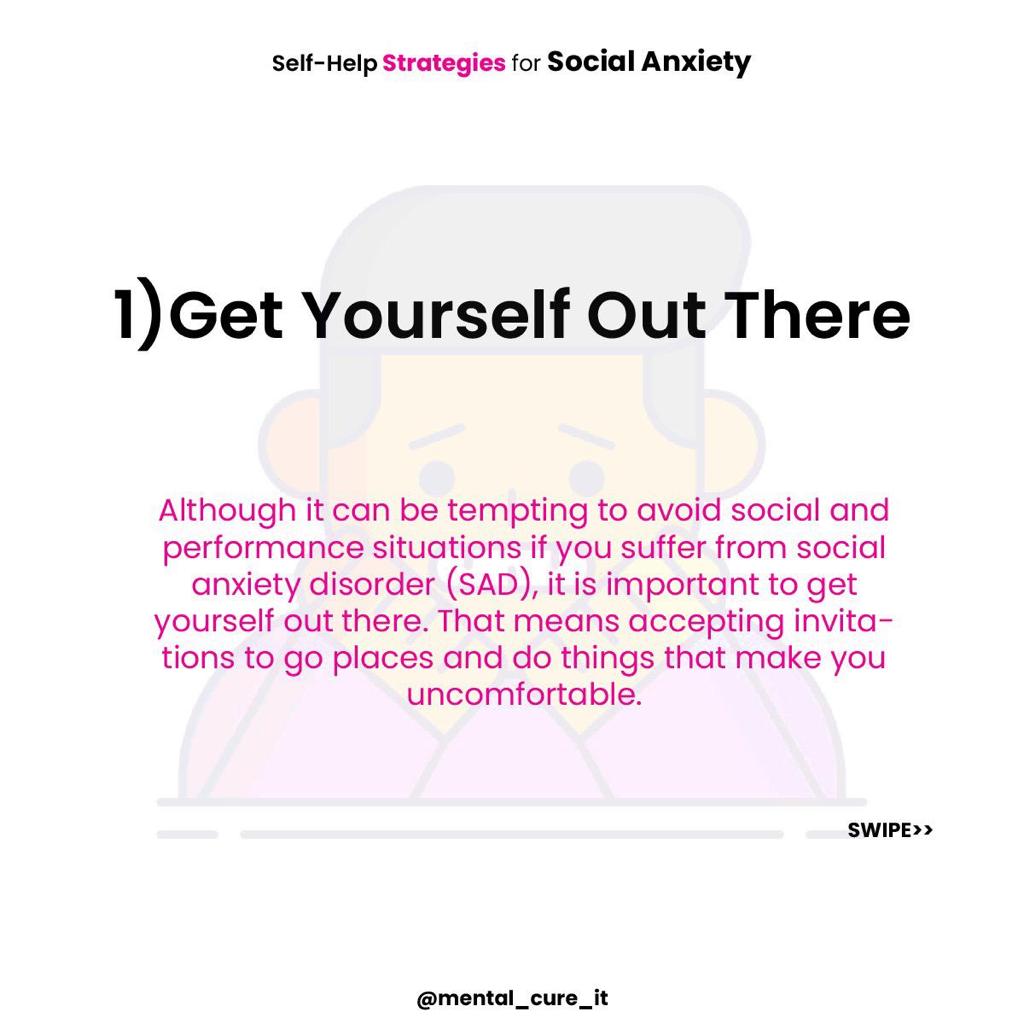 Self-Help Strategies for Social Anxiety
1)Get Yourself Out There
Although it can be tempting to avoid social and
performance situations if you suffer from social
anxiety disorder (SAD), it is important to get
yourself out there. That means accepting invita-
tions to go places and do things that make you
uncomfortable.
SWIPE>>
@mental_cure_it